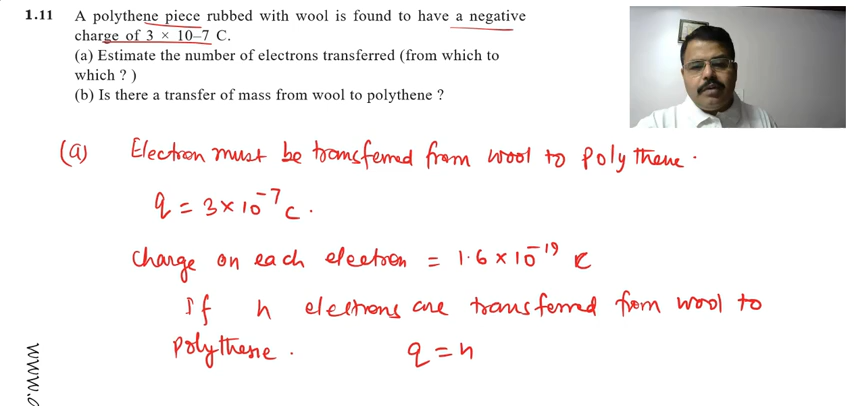 1.11 A polythene piece rubbed with wool is found to have a negative
charge of 3 × 10–7 C.
(a) Estimate the number of electrons transferred (from which to
which ? )
(b) Is there a transfer of mass from wool to polythene ?
(a) Electron must be transferred from wool to polythene.
q = 3 × 10⁻⁷ C.
charge on each electron = 1.6 × 10⁻¹⁹ C
If n electrons are transferred from wool to
polythene. q = n
www.